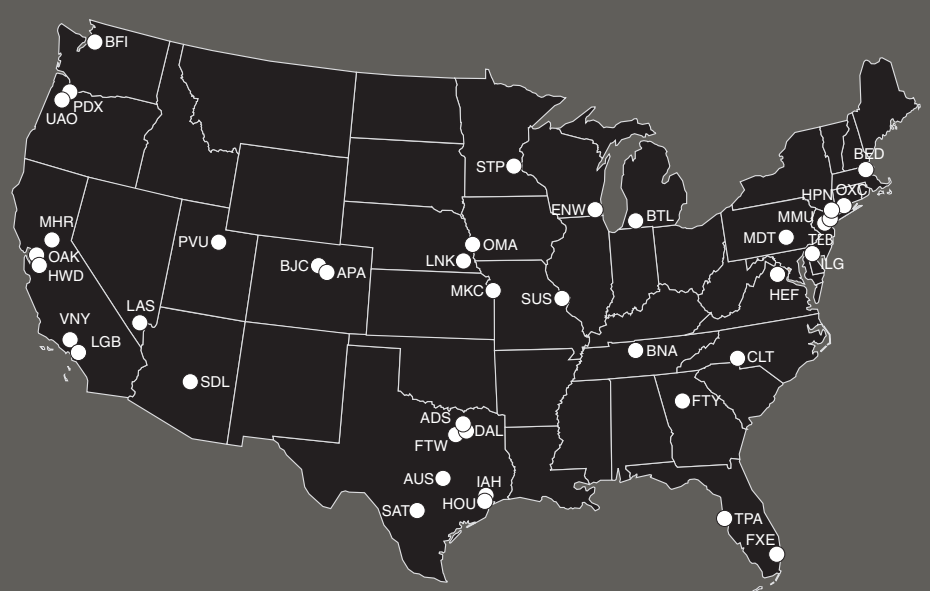 BFI
PDX
UAO
BED
STP
OXC
HPN
ENW
BTL
MMU
MHR
MDT
TEB
PVU
OMA
OAK
LNK
ILG
BJC
APA
HWD
MKC
SUS
HEF
LAS
VNY
LGB
BNA
CLT
SDL
FTY
ADS
DAL
FTW
AUS
IAH
HOU
SAT
TPA
FXE